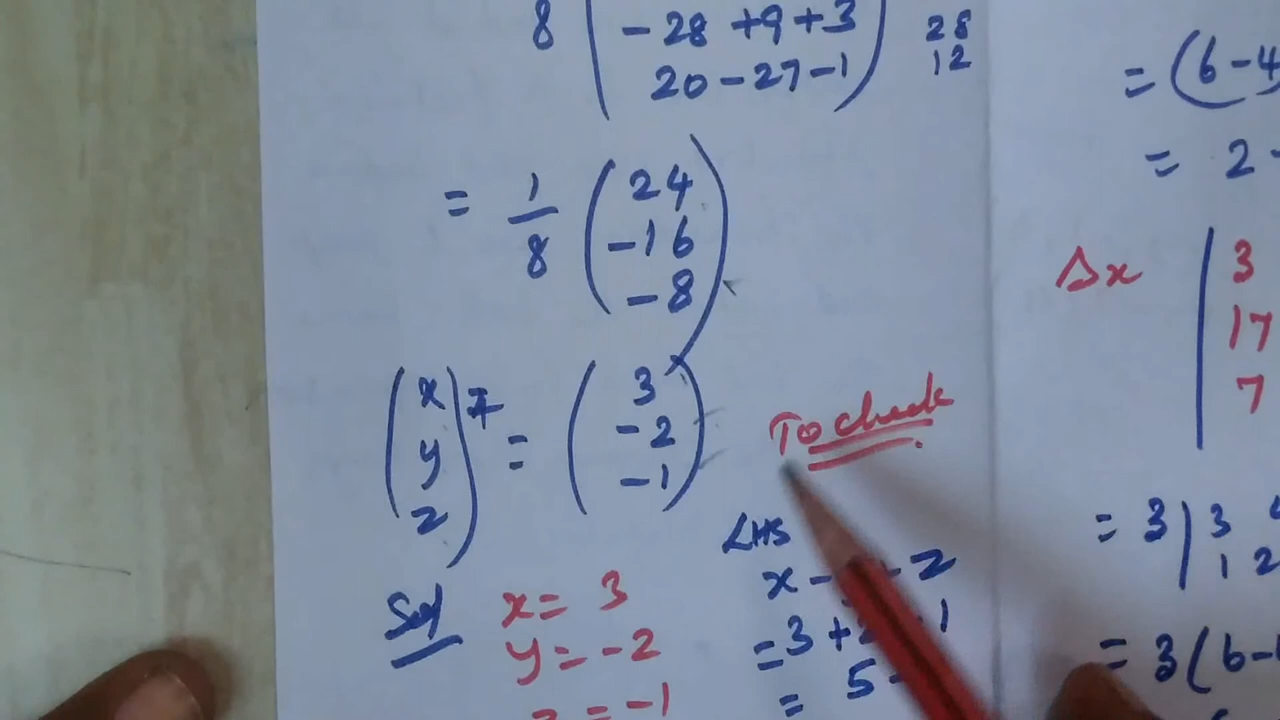 8 ( - 28 + 9 + 3
20 - 27 - 1 )
28
12
= 1/8 ( 24
- 16
- 8 )
( x
y
z ) = ( 3
- 2
- 1 )
To check
LHS
x -
= 3 +
= 5
Sol
x = 3
y = -2
= -1
= (6 - 4
= 2
Δx | 3
17
7
= 3 | 3
1 2
= 3 ( 6 -